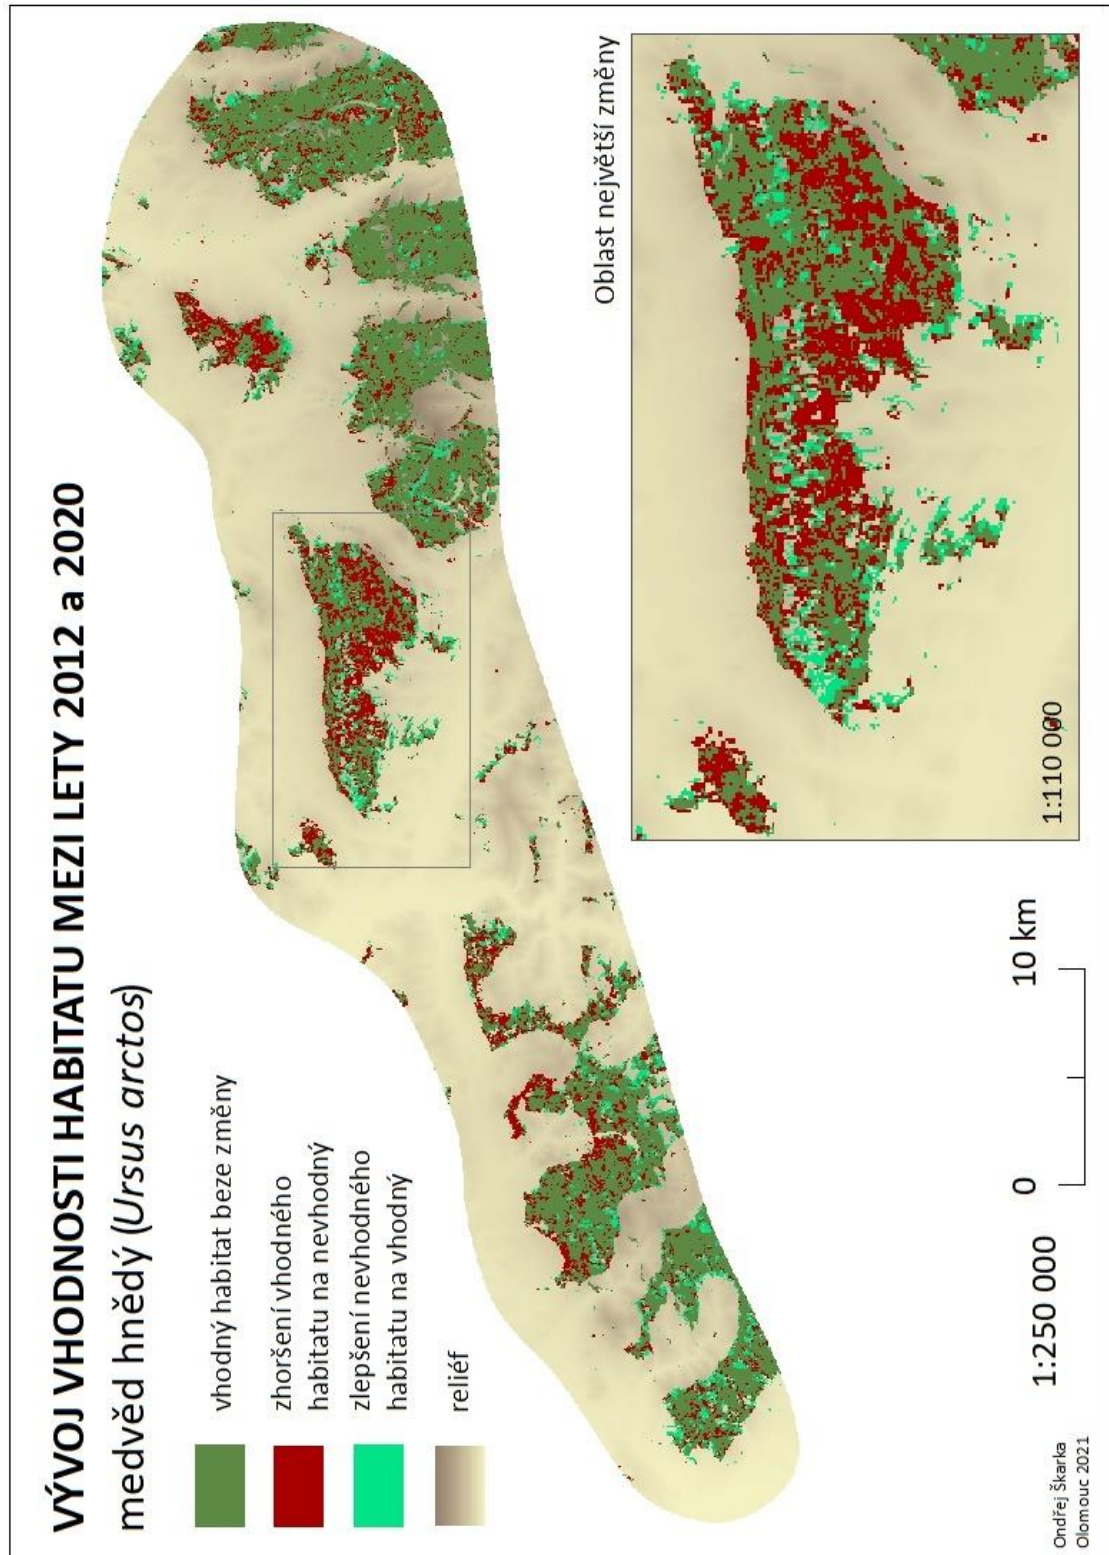 VÝVOJ VHODNOSTI HABITATU MEZI LETY 2012 a 2020
medvěd hnědý (Ursus arctos)
vhodný habitat beze změny
zhoršení vhodného
habitatu na nevhodný
zlepšení nevhodného
habitatu na vhodný
reliéf
Oblast největší změny
1:110 000
1:250 000
0
10 km
Ondřej Škarka
Olomouc 2021